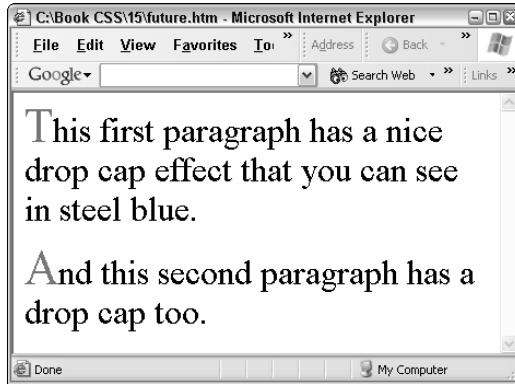 C:\Book CSS\15\future.htm - Microsoft Internet Explorer
File Edit View Favorites To » Address Back » 
Google Search Web » Links »
This first paragraph has a nice
drop cap effect that you can see
in steel blue.
And this second paragraph has a
drop cap too.
Done My Computer